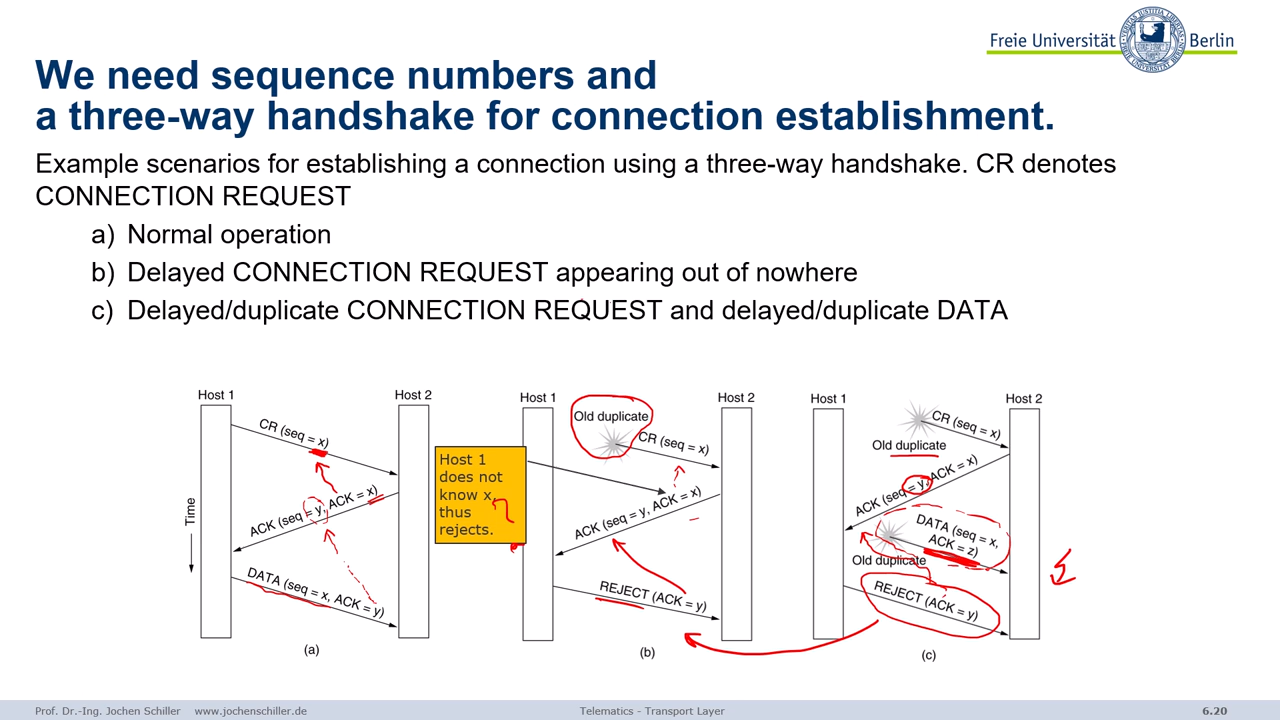 Freie Universität Berlin
We need sequence numbers and
a three-way handshake for connection establishment.
Example scenarios for establishing a connection using a three-way handshake. CR denotes
CONNECTION REQUEST
a) Normal operation
b) Delayed CONNECTION REQUEST appearing out of nowhere
c) Delayed/duplicate CONNECTION REQUEST and delayed/duplicate DATA
Host 1
Host 2
CR (seq = x)
ACK (seq = y, ACK = x)
DATA (seq = x, ACK = y)
Time
(a)
Host 1
Host 2
Old duplicate
CR (seq = x)
Host 1
does not
know x,
thus
rejects.
ACK (seq = y, ACK = x)
REJECT (ACK = y)
(b)
Host 1
Host 2
CR (seq = x)
Old duplicate
ACK (seq = y, ACK = x)
DATA (seq = x,
ACK = z)
Old duplicate
REJECT (ACK = y)
(c)
Prof. Dr.-Ing. Jochen Schiller www.jochenschiller.de
Telematics - Transport Layer
6.20